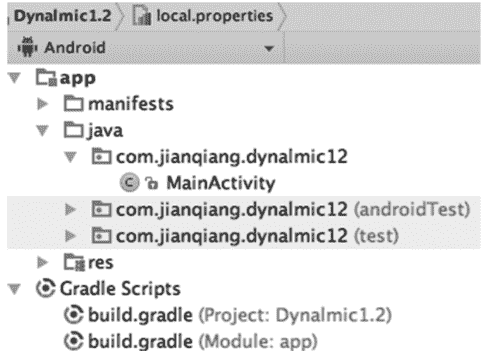 Dynalmic1.2 local.properties
Android
app
manifests
java
com.jianqiang.dynalmic12
MainActivity
com.jianqiang.dynalmic12 (androidTest)
com.jianqiang.dynalmic12 (test)
res
Gradle Scripts
build.gradle (Project: Dynalmic1.2)
build.gradle (Module: app)